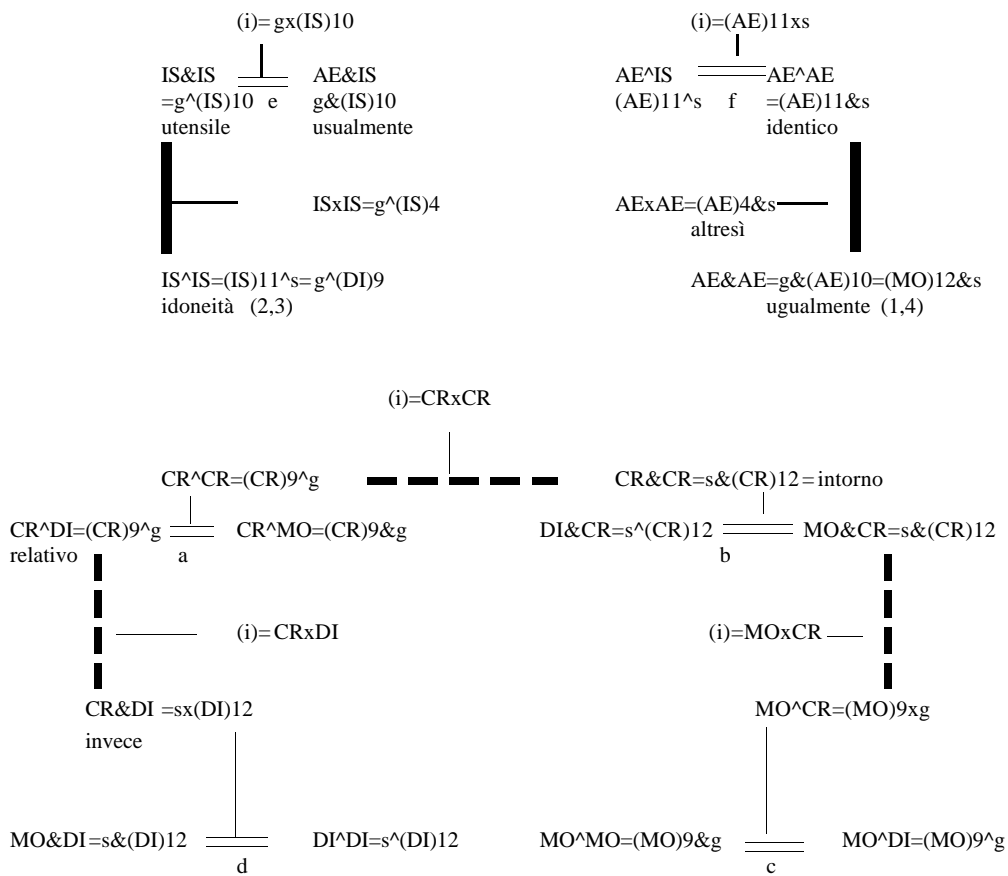 (i)= gx(IS)10 (i)=(AE)11xs
IS&IS AE&IS AE^IS AE^AE
=g^(IS)10 e g&(IS)10 (AE)11^s f =(AE)11&s
utensile usualmente identico
ISxIS=g^(IS)4 AExAE=(AE)4&s
altresì
IS^IS=(IS)11^s=g^(DI)9 AE&AE=g&(AE)10=(MO)12&s
idoneità (2,3) ugualmente (1,4)
(i)=CRxCR
CR^CR=(CR)9^g CR&CR=s&(CR)12=intorno
CR^DI=(CR)9^g CR^MO=(CR)9&g DI&CR=s^(CR)12 MO&CR=s&(CR)12
relativo a b
(i)=CRxDI (i)=MOxCR
CR&DI =sx(DI)12 MO^CR=(MO)9xg
invece
MO&DI=s&(DI)12 DI^DI=s^(DI)12 MO^MO=(MO)9&g MO^DI=(MO)9^g
d c